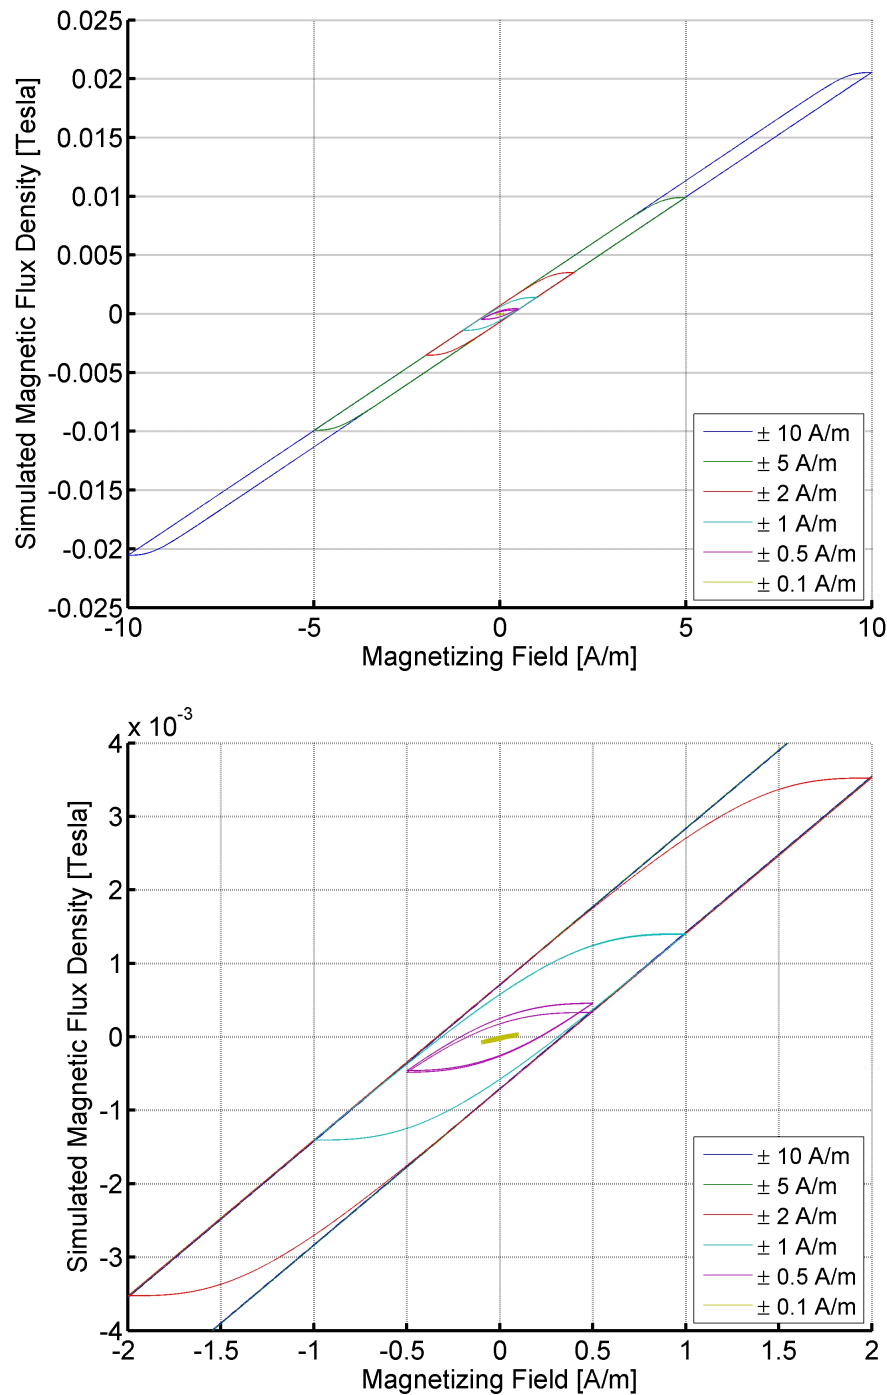 0.025
0.02
0.015
0.01
0.005
0
-0.005
-0.01
-0.015
-0.02
-0.025
Simulated Magnetic Flux Density [Tesla]
± 10 A/m
± 5 A/m
± 2 A/m
± 1 A/m
± 0.5 A/m
± 0.1 A/m
-10 -5 0 5 10
Magnetizing Field [A/m]
x 10⁻³
4
3
2
1
0
-1
-2
-3
-4
Simulated Magnetic Flux Density [Tesla]
± 10 A/m
± 5 A/m
± 2 A/m
± 1 A/m
± 0.5 A/m
± 0.1 A/m
-2 -1.5 -1 -0.5 0 0.5 1 1.5 2
Magnetizing Field [A/m]